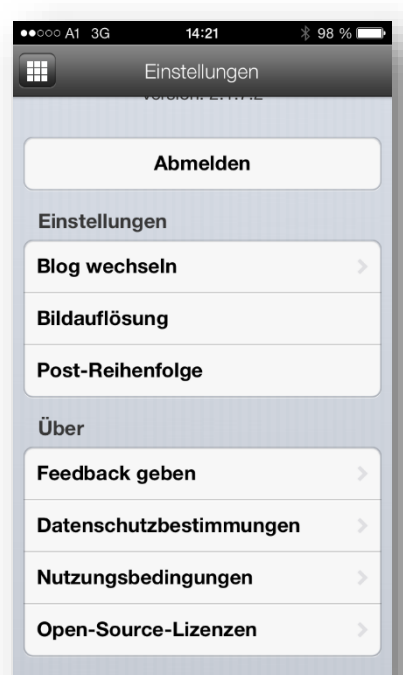 A1 3G 14:21 98 %
Einstellungen
Abmelden
Einstellungen
Blog wechseln
Bildauflösung
Post-Reihenfolge
Über
Feedback geben
Datenschutzbestimmungen
Nutzungsbedingungen
Open-Source-Lizenzen